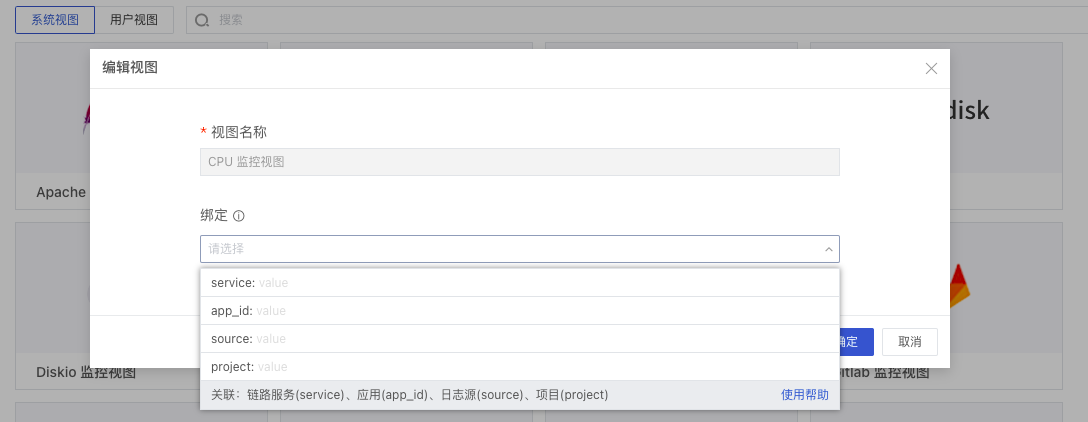 系统视图
用户视图
搜索
编辑视图
* 视图名称
CPU 监控视图
绑定
请选择
service: value
app_id: value
source: value
project: value
关联：链路服务(service)、应用(app_id)、日志源(source)、项目(project)
使用帮助
确定
取消
disk
Apache
Diskio 监控视图
监控视图